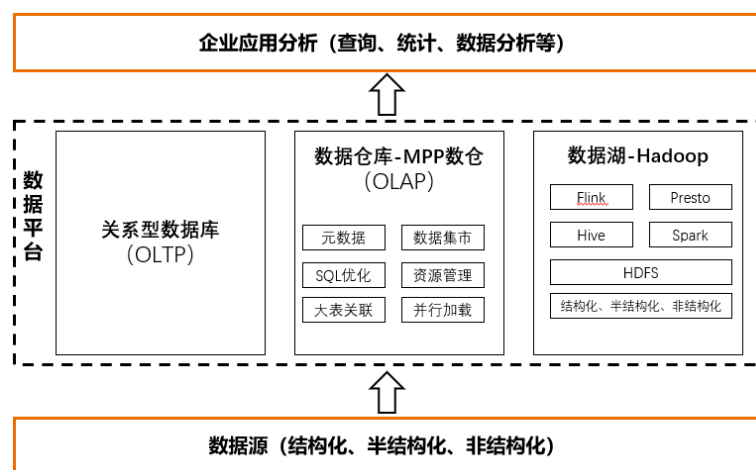 企业应用分析（查询、统计、数据分析等）
数据平台
关系型数据库
（OLTP）
数据仓库-MPP数仓
（OLAP）
元数据
数据集市
SQL优化
资源管理
大表关联
并行加载
数据湖-Hadoop
Flink
Presto
Hive
Spark
HDFS
结构化、半结构化、非结构化
数据源（结构化、半结构化、非结构化）